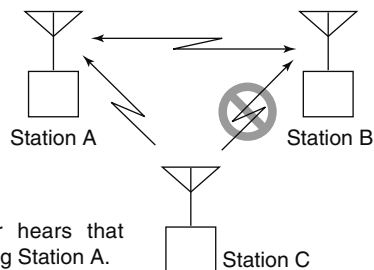 Station A
Station B
hears that
g Station A.
Station C